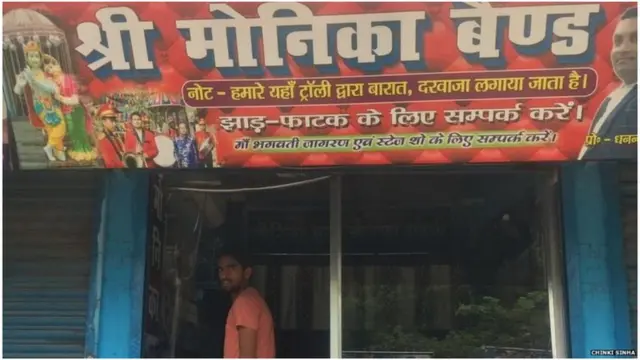 श्री मोनिका बैण्ड
नोट - हमारे यहाँ ट्रॉली द्वारा बारात, दरवाजा लगाया जाता है।
झाड़-फाटक के लिए सम्पर्क करें।
माँ भगवती जागरण एवं स्टेज शो के लिए सम्पर्क करें।
प्रो॰-
CHINKI SINHA